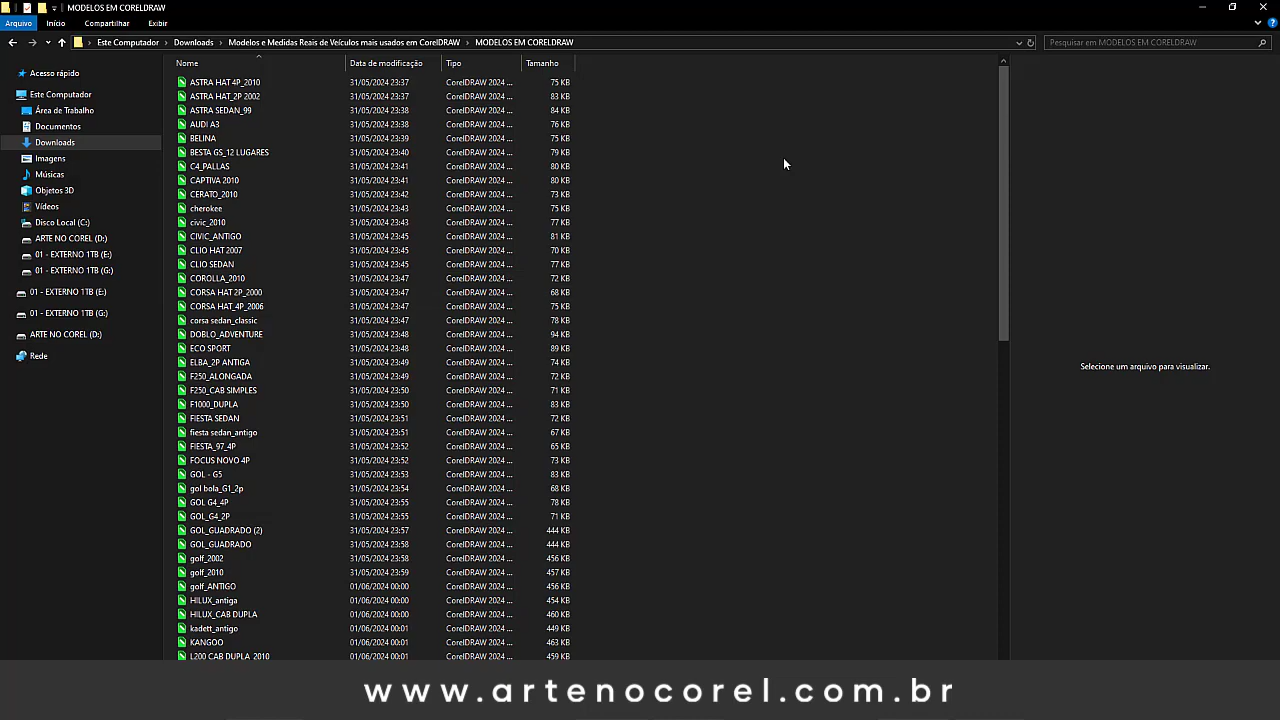 MODELOS EM CORELDRAW
Arquivo Início Compartilhar Exibir
Este Computador Downloads Modelos e Medidas Reais de Veículos mais usados em CorelDRAW MODELOS EM CORELDRAW Pesquisar em MODELOS EM CORELDRAW
Acesso rápido
Este Computador
Área de Trabalho
Documentos
Downloads
Imagens
Músicas
Objetos 3D
Vídeos
Disco Local (C:)
ARTE NO COREL (D:)
01 - EXTERNO 1TB (E:)
01 - EXTERNO 1TB (G:)
01 - EXTERNO 1TB (E:)
01 - EXTERNO 1TB (G:)
ARTE NO COREL (D:)
Rede
Nome Data de modificação Tipo Tamanho
ASTRA HAT 4P_2010 31/05/2024 23:37 CorelDRAW 2024 ... 75 KB
ASTRA HAT_2P 2002 31/05/2024 23:37 CorelDRAW 2024 ... 83 KB
ASTRA SEDAN_99 31/05/2024 23:38 CorelDRAW 2024 ... 84 KB
AUDI A3 31/05/2024 23:38 CorelDRAW 2024 ... 76 KB
BELINA 31/05/2024 23:39 CorelDRAW 2024 ... 75 KB
BESTA GS_12 LUGARES 31/05/2024 23:40 CorelDRAW 2024 ... 79 KB
C4_PALLAS 31/05/2024 23:41 CorelDRAW 2024 ... 80 KB
CAPTIVA 2010 31/05/2024 23:41 CorelDRAW 2024 ... 80 KB
CERATO_2010 31/05/2024 23:42 CorelDRAW 2024 ... 73 KB
cherokee 31/05/2024 23:43 CorelDRAW 2024 ... 75 KB
civic_2010 31/05/2024 23:43 CorelDRAW 2024 ... 77 KB
CIVIC_ANTIGO 31/05/2024 23:45 CorelDRAW 2024 ... 81 KB
CLIO HAT 2007 31/05/2024 23:45 CorelDRAW 2024 ... 70 KB
CLIO SEDAN 31/05/2024 23:45 CorelDRAW 2024 ... 77 KB
COROLLA_2010 31/05/2024 23:47 CorelDRAW 2024 ... 72 KB
CORSA HAT 2P_2000 31/05/2024 23:47 CorelDRAW 2024 ... 68 KB
CORSA HAT_4P_2006 31/05/2024 23:47 CorelDRAW 2024 ... 75 KB
corsa sedan_classic 31/05/2024 23:47 CorelDRAW 2024 ... 78 KB
DOBLO_ADVENTURE 31/05/2024 23:48 CorelDRAW 2024 ... 94 KB
ECO SPORT 31/05/2024 23:48 CorelDRAW 2024 ... 89 KB
ELBA_2P ANTIGA 31/05/2024 23:49 CorelDRAW 2024 ... 74 KB
F250_ALONGADA 31/05/2024 23:49 CorelDRAW 2024 ... 72 KB
F250_CAB SIMPLES 31/05/2024 23:50 CorelDRAW 2024 ... 71 KB
F1000_DUPLA 31/05/2024 23:50 CorelDRAW 2024 ... 83 KB
FIESTA SEDAN 31/05/2024 23:51 CorelDRAW 2024 ... 72 KB
fiesta sedan_antigo 31/05/2024 23:51 CorelDRAW 2024 ... 67 KB
FIESTA_97_4P 31/05/2024 23:52 CorelDRAW 2024 ... 65 KB
FOCUS NOVO 4P 31/05/2024 23:52 CorelDRAW 2024 ... 73 KB
GOL - G5 31/05/2024 23:53 CorelDRAW 2024 ... 83 KB
gol bola_G1_2p 31/05/2024 23:54 CorelDRAW 2024 ... 68 KB
GOL G4_4P 31/05/2024 23:55 CorelDRAW 2024 ... 78 KB
GOL_G4_2P 31/05/2024 23:55 CorelDRAW 2024 ... 71 KB
GOL_GUADRADO (2) 31/05/2024 23:57 CorelDRAW 2024 ... 444 KB
GOL_GUADRADO 31/05/2024 23:58 CorelDRAW 2024 ... 444 KB
golf_2002 31/05/2024 23:58 CorelDRAW 2024 ... 456 KB
golf_2010 31/05/2024 23:59 CorelDRAW 2024 ... 457 KB
golf_ANTIGO 01/06/2024 00:00 CorelDRAW 2024 ... 456 KB
HILUX_antiga 01/06/2024 00:00 CorelDRAW 2024 ... 454 KB
HILUX_CAB DUPLA 01/06/2024 00:00 CorelDRAW 2024 ... 460 KB
kadett_antigo 01/06/2024 00:01 CorelDRAW 2024 ... 449 KB
KANGOO 01/06/2024 00:01 CorelDRAW 2024 ... 463 KB
L200 CAB DUPLA_2010 01/06/2024 00:01 CorelDRAW 2024 ... 459 KB
Selecione um arquivo para visualizar.
www.artenocorel.com.br